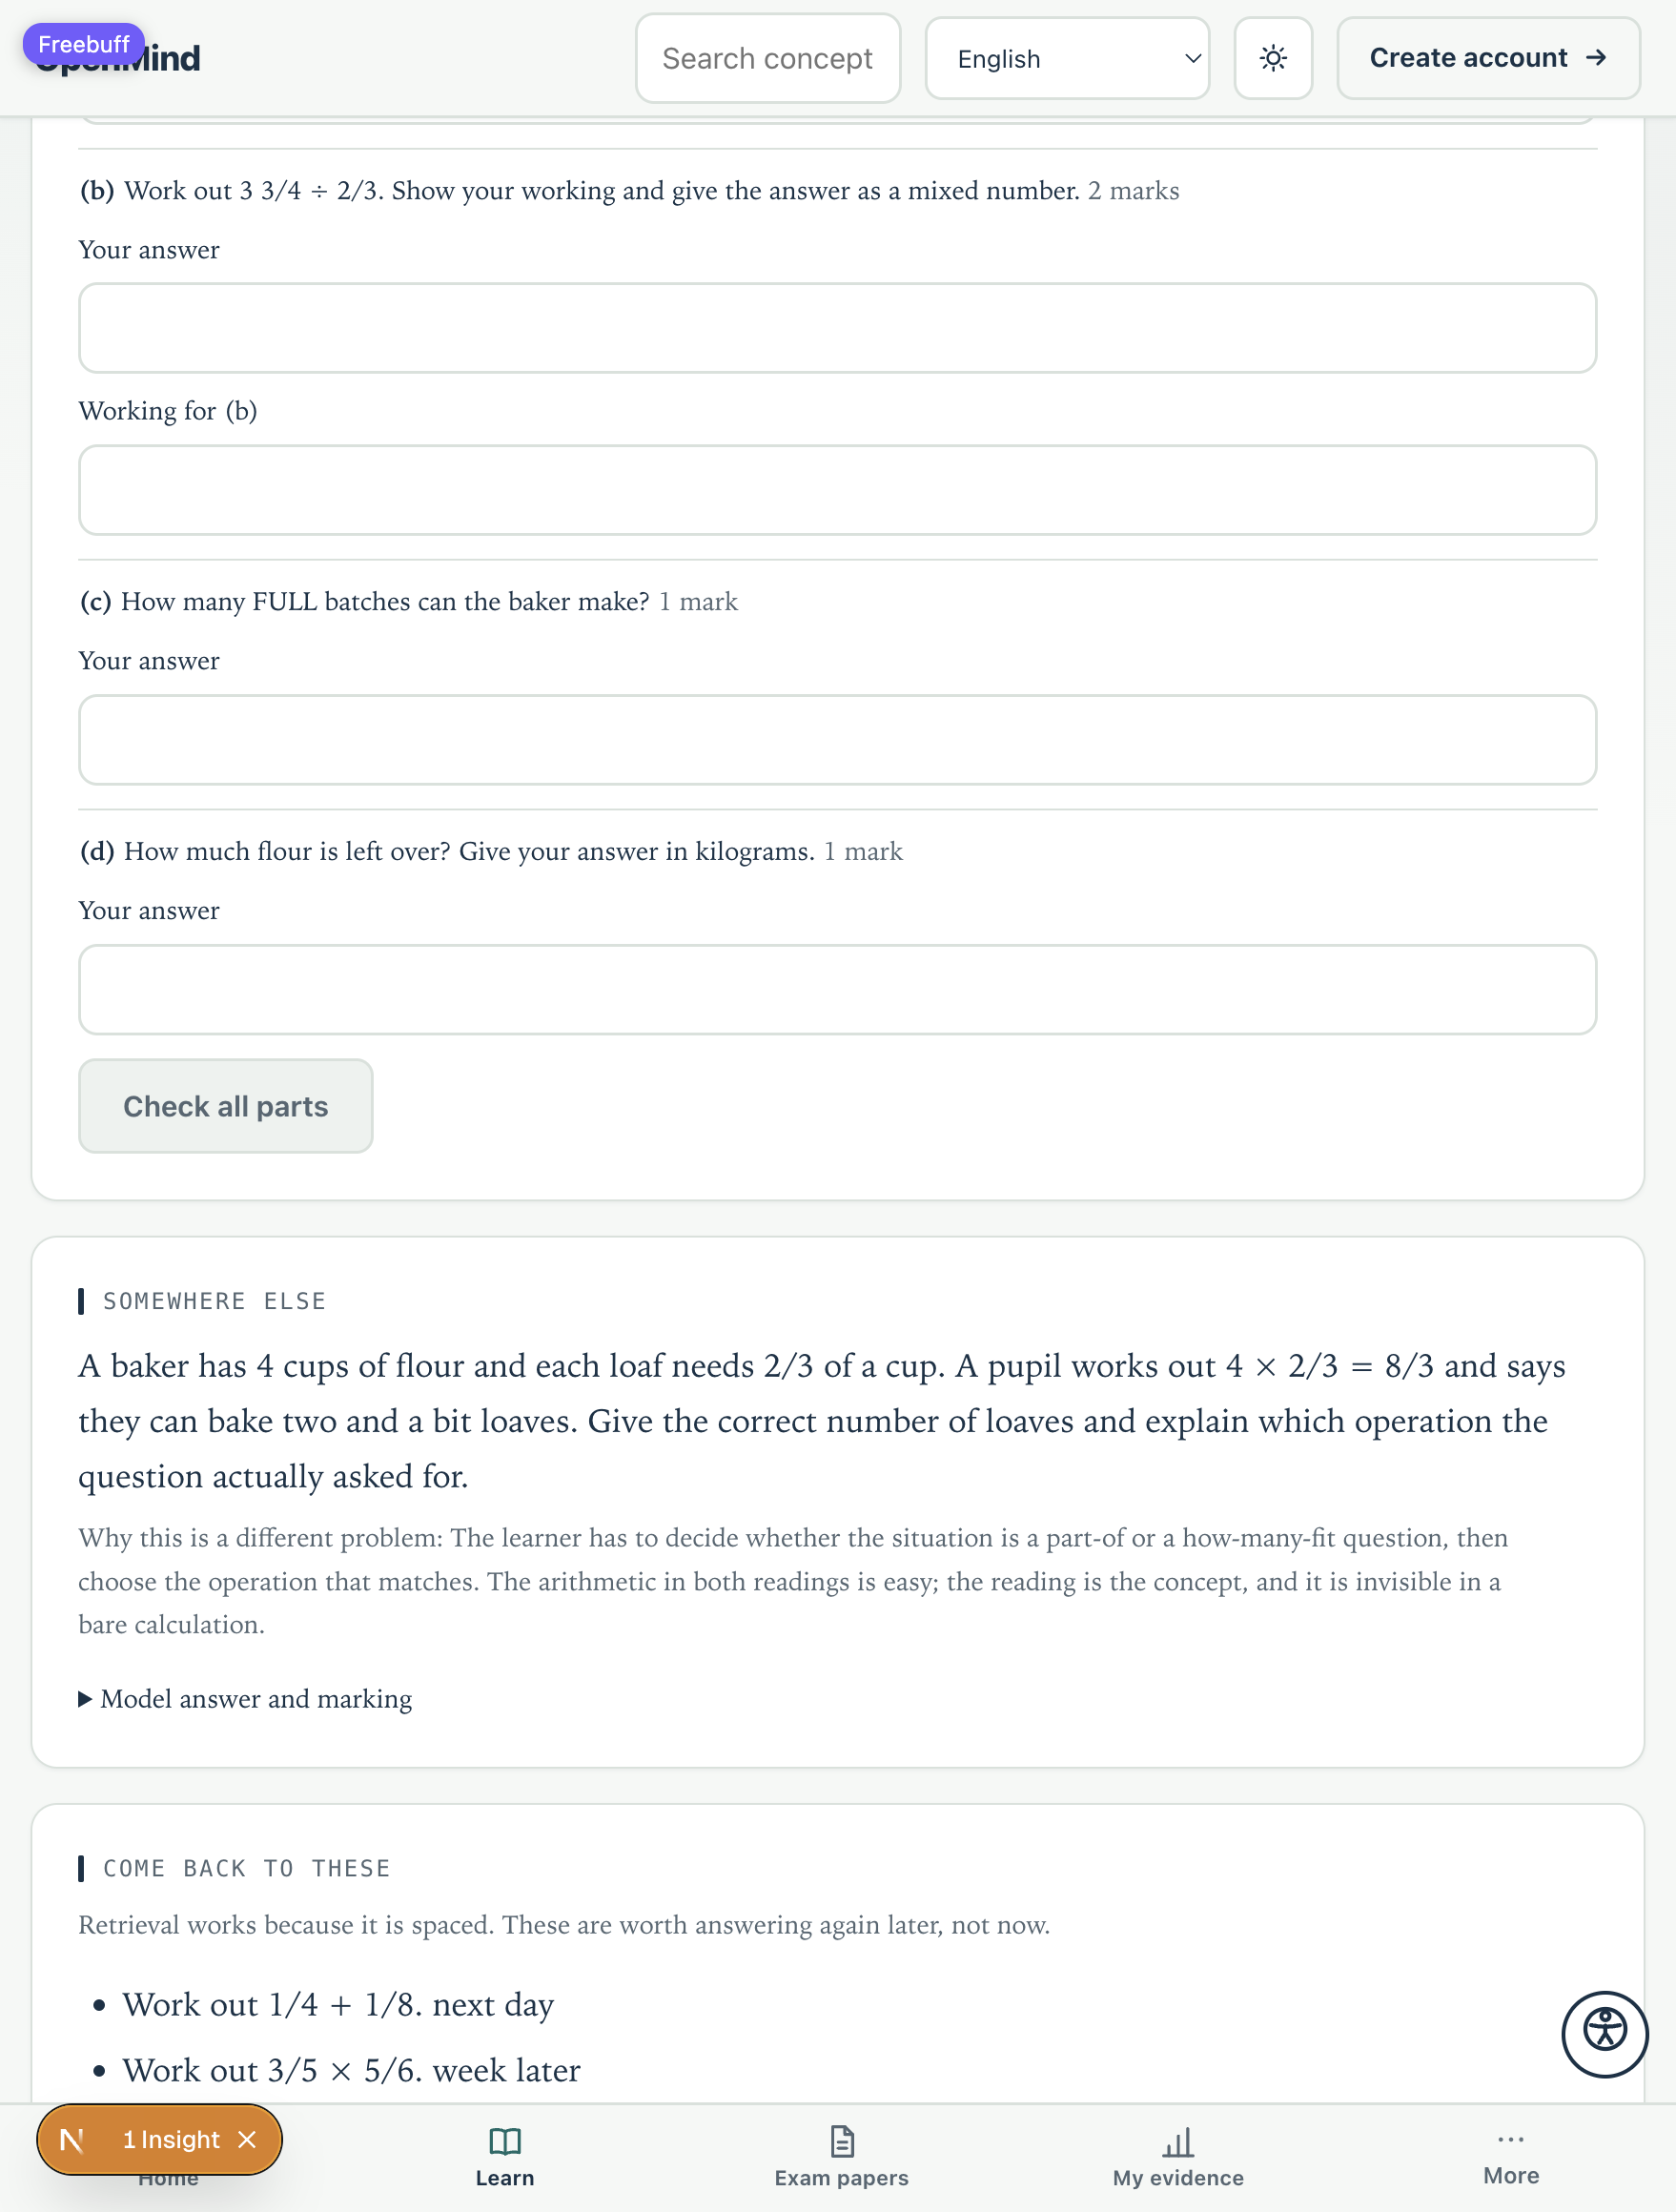 Freebuff
OpenMind
Search concept
English
Create account →
(b) Work out 3 3/4 ÷ 2/3. Show your working and give the answer as a mixed number. 2 marks
Your answer
Working for (b)
(c) How many FULL batches can the baker make? 1 mark
Your answer
(d) How much flour is left over? Give your answer in kilograms. 1 mark
Your answer
Check all parts
SOMEWHERE ELSE
A baker has 4 cups of flour and each loaf needs 2/3 of a cup. A pupil works out 4 × 2/3 = 8/3 and says
they can bake two and a bit loaves. Give the correct number of loaves and explain which operation the
question actually asked for.
Why this is a different problem: The learner has to decide whether the situation is a part-of or a how-many-fit question, then
choose the operation that matches. The arithmetic in both readings is easy; the reading is the concept, and it is invisible in a
bare calculation.
▶ Model answer and marking
COME BACK TO THESE
Retrieval works because it is spaced. These are worth answering again later, not now.
• Work out 1/4 + 1/8. next day
• Work out 3/5 × 5/6. week later
N 1 Insight ×
Home
Learn
Exam papers
My evidence
More